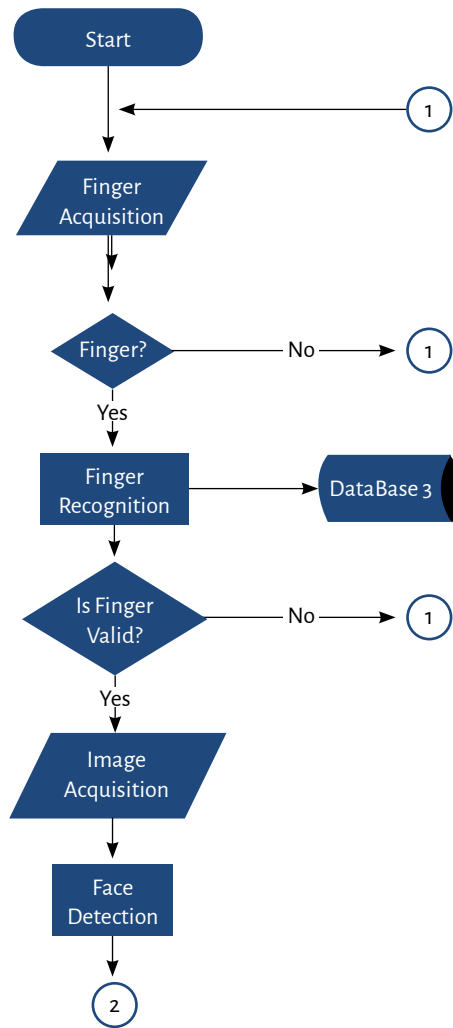 Start
1
Finger
Acquisition
Finger?
No
1
Yes
Finger
Recognition
DataBase 3
Is Finger
Valid?
No
1
Yes
Image
Acquisition
Face
Detection
2